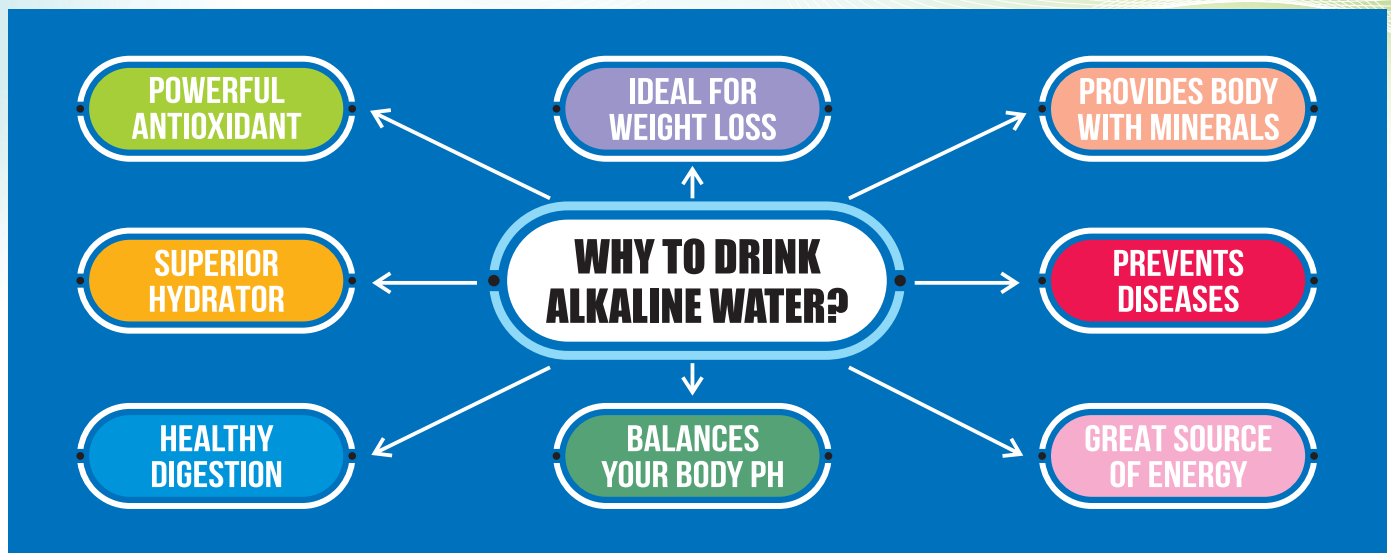 POWERFUL
ANTIOXIDANT
IDEAL FOR
WEIGHT LOSS
PROVIDES BODY
WITH MINERALS
SUPERIOR
HYDRATOR
WHY TO DRINK
ALKALINE WATER?
PREVENTS
DISEASES
HEALTHY
DIGESTION
BALANCES
YOUR BODY PH
GREAT SOURCE
OF ENERGY